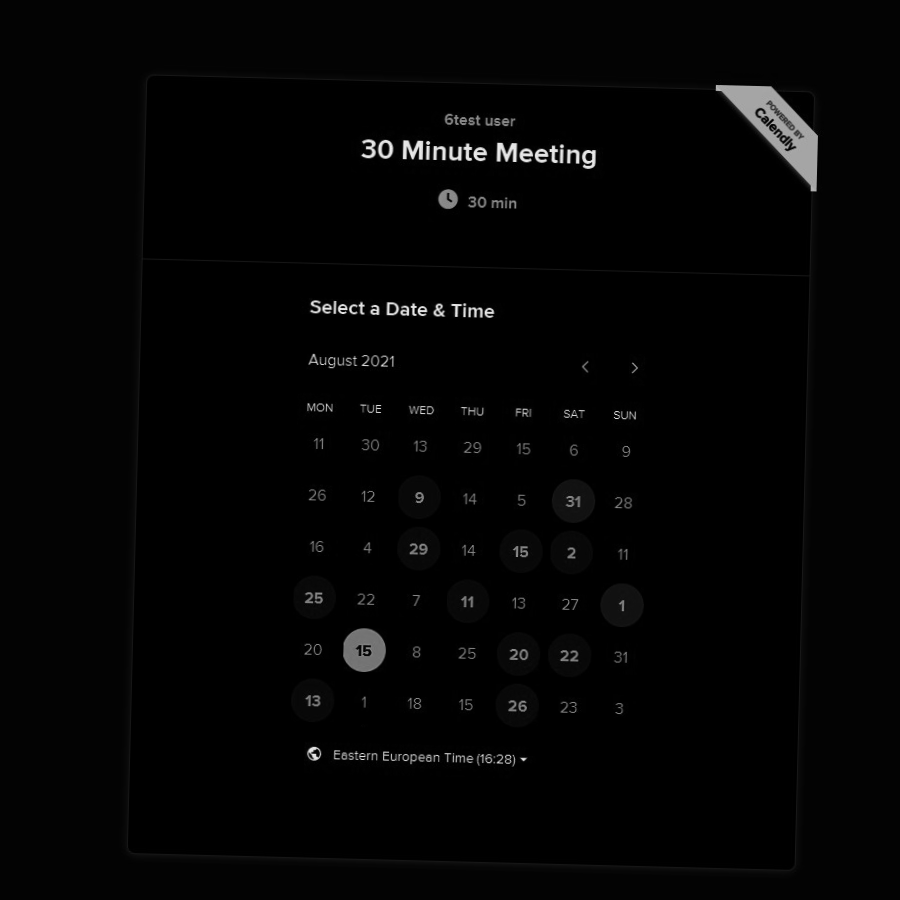 POWERED BY
Calendly
6test user
30 Minute Meeting
30 min
Select a Date & Time
August 2021
MON TUE WED THU FRI SAT SUN
11 30 13 29 15 6 9
26 12 9 14 5 31 28
16 4 29 14 15 2 11
25 22 7 11 13 27 1
20 15 8 25 20 22 31
13 1 18 15 26 23 3
Eastern European Time (16:28)